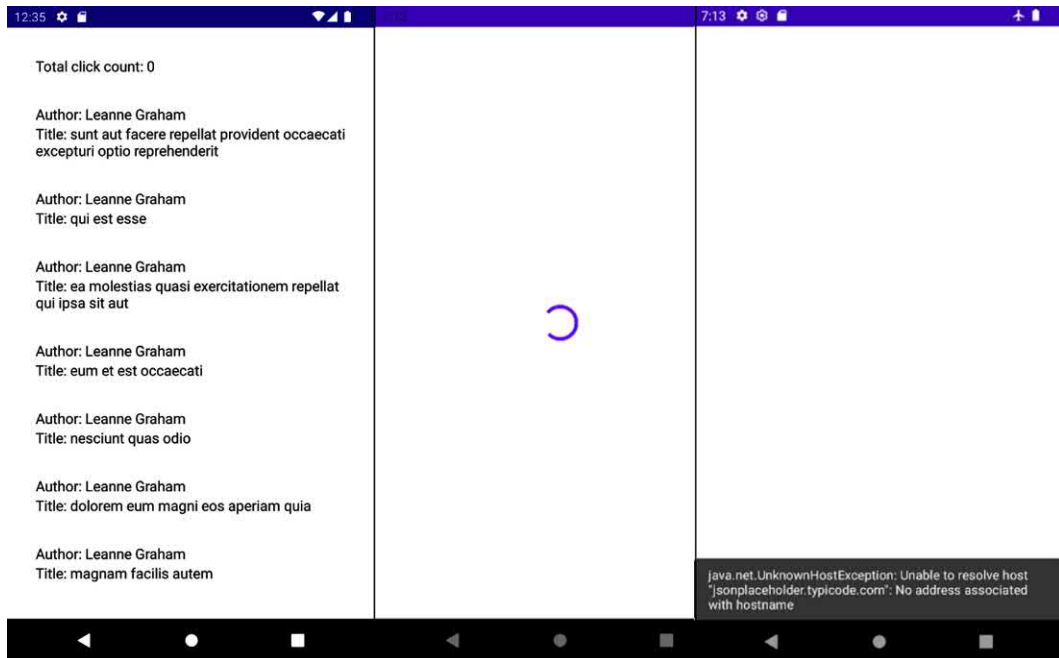 12:35
Total click count: 0
Author: Leanne Graham
Title: sunt aut facere repellat provident occaecati
excepturi optio reprehenderit
Author: Leanne Graham
Title: qui est esse
Author: Leanne Graham
Title: ea molestias quasi exercitationem repellat
qui ipsa sit aut
Author: Leanne Graham
Title: eum et est occaecati
Author: Leanne Graham
Title: nesciunt quas odio
Author: Leanne Graham
Title: dolorem eum magni eos aperiam quia
Author: Leanne Graham
Title: magnam facilis autem
7:13
java.net.UnknownHostException: Unable to resolve host
"jsonplaceholder.typicode.com": No address associated
with hostname